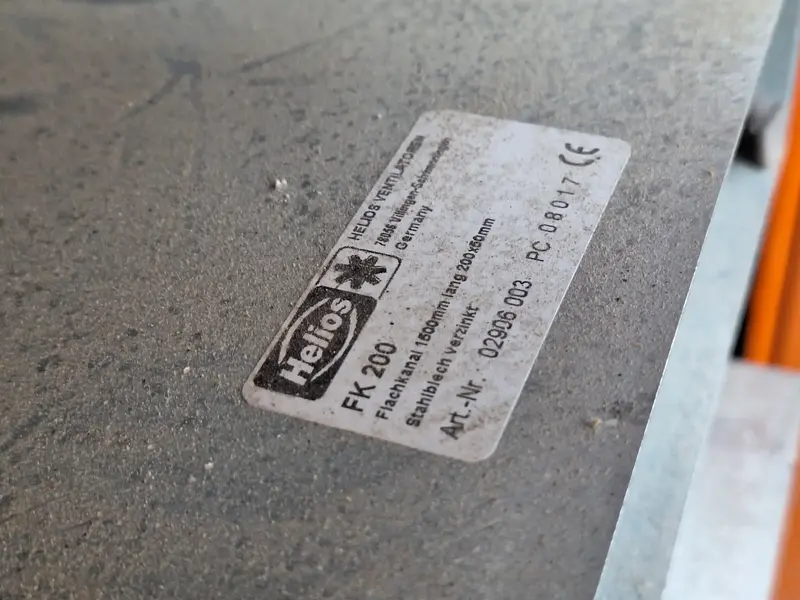 Helios
HELIOS VENTILATOREN
78056 Villingen-Schwenningen
Germany
FK 200
Flachkanal 1500mm lang 200x50mm
Stahlblech verzinkt
Art.-Nr. 02906 003 PC 08017 CE